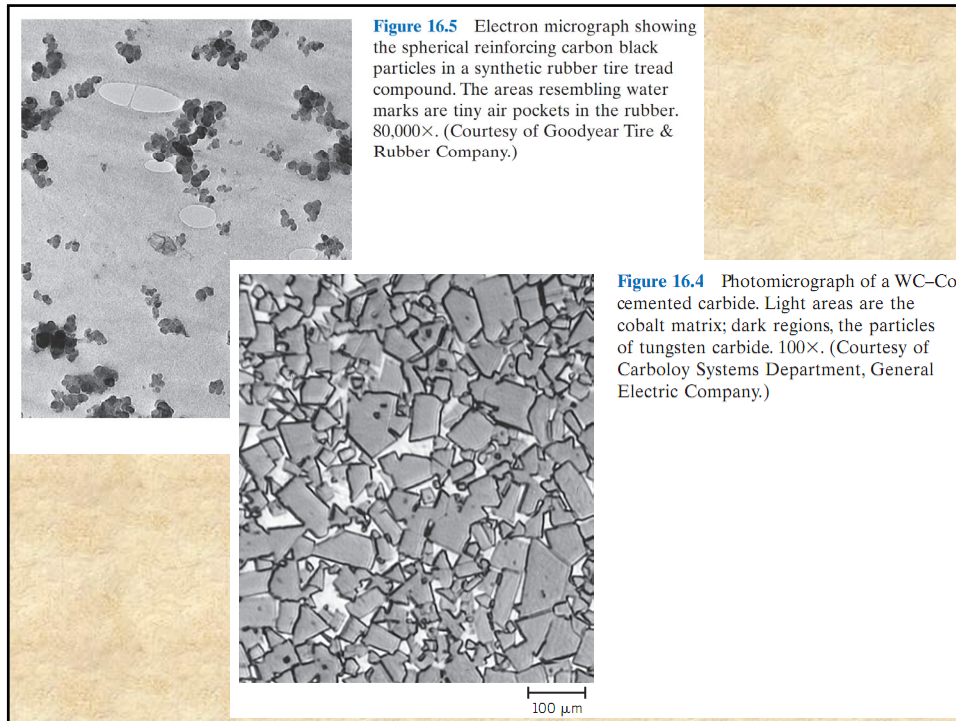 Figure 16.5 Electron micrograph showing
the spherical reinforcing carbon black
particles in a synthetic rubber tire tread
compound. The areas resembling water
marks are tiny air pockets in the rubber.
80,000×. (Courtesy of Goodyear Tire &
Rubber Company.)
Figure 16.4 Photomicrograph of a WC–Co
cemented carbide. Light areas are the
cobalt matrix; dark regions, the particles
of tungsten carbide. 100×. (Courtesy of
Carboloy Systems Department, General
Electric Company.)
100 μm